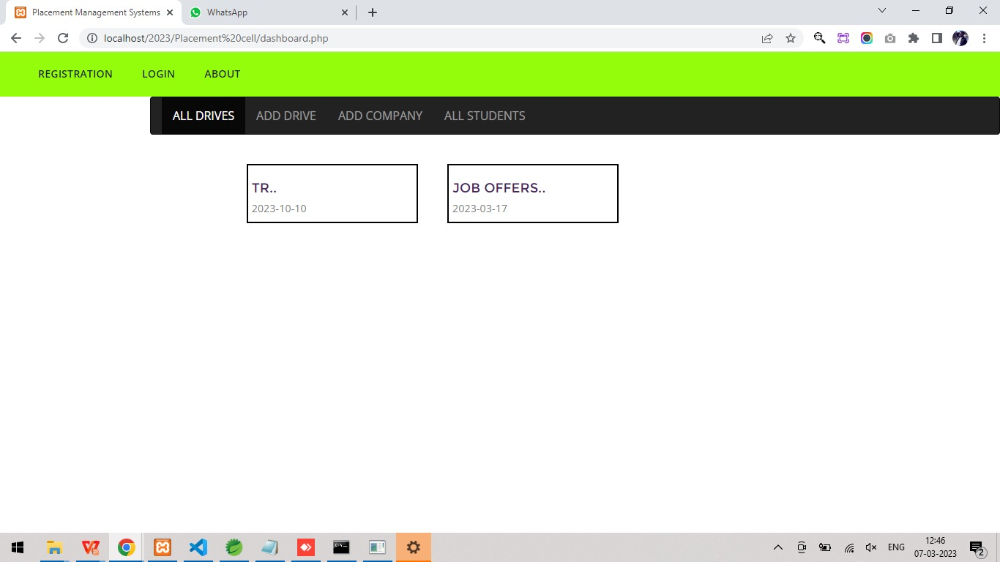 Placement Management Systems
WhatsApp
localhost/2023/Placement%20cell/dashboard.php
REGISTRATION LOGIN ABOUT
ALL DRIVES ADD DRIVE ADD COMPANY ALL STUDENTS
TR..
2023-10-10
JOB OFFERS..
2023-03-17
ENG
12:46
07-03-2023
2